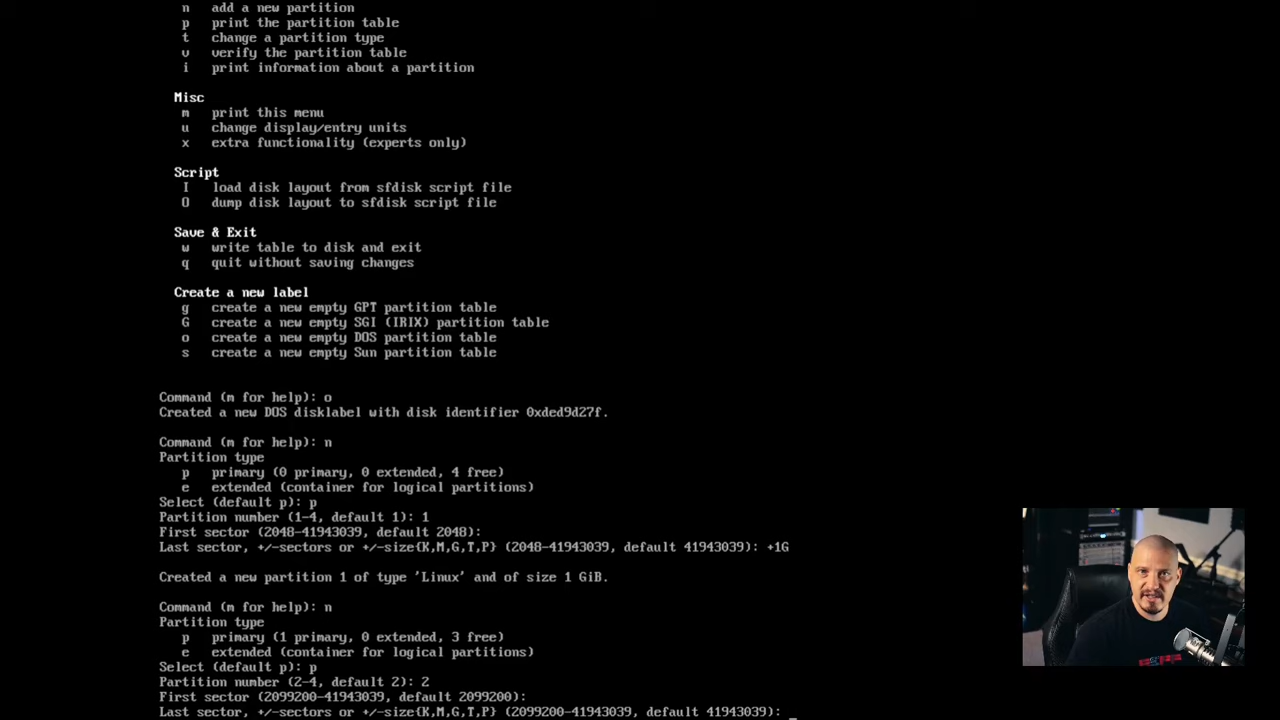 n add a new partition
p print the partition table
t change a partition type
v verify the partition table
i print information about a partition
Misc
m print this menu
u change display/entry units
x extra functionality (experts only)
Script
I load disk layout from sfdisk script file
O dump disk layout to sfdisk script file
Save & Exit
w write table to disk and exit
q quit without saving changes
Create a new label
g create a new empty GPT partition table
G create a new empty SGI (IRIX) partition table
o create a new empty DOS partition table
s create a new empty Sun partition table
Command (m for help): o
Created a new DOS disklabel with disk identifier 0xded9d27f.
Command (m for help): n
Partition type
p primary (0 primary, 0 extended, 4 free)
e extended (container for logical partitions)
Select (default p): p
Partition number (1-4, default 1): 1
First sector (2048-41943039, default 2048):
Last sector, +/-sectors or +/-size{K,M,G,T,P} (2048-41943039, default 41943039): +1G
Created a new partition 1 of type 'Linux' and of size 1 GiB.
Command (m for help): n
Partition type
p primary (1 primary, 0 extended, 3 free)
e extended (container for logical partitions)
Select (default p): p
Partition number (2-4, default 2): 2
First sector (2099200-41943039, default 2099200):
Last sector, +/-sectors or +/-size{K,M,G,T,P} (2099200-41943039, default 41943039): _